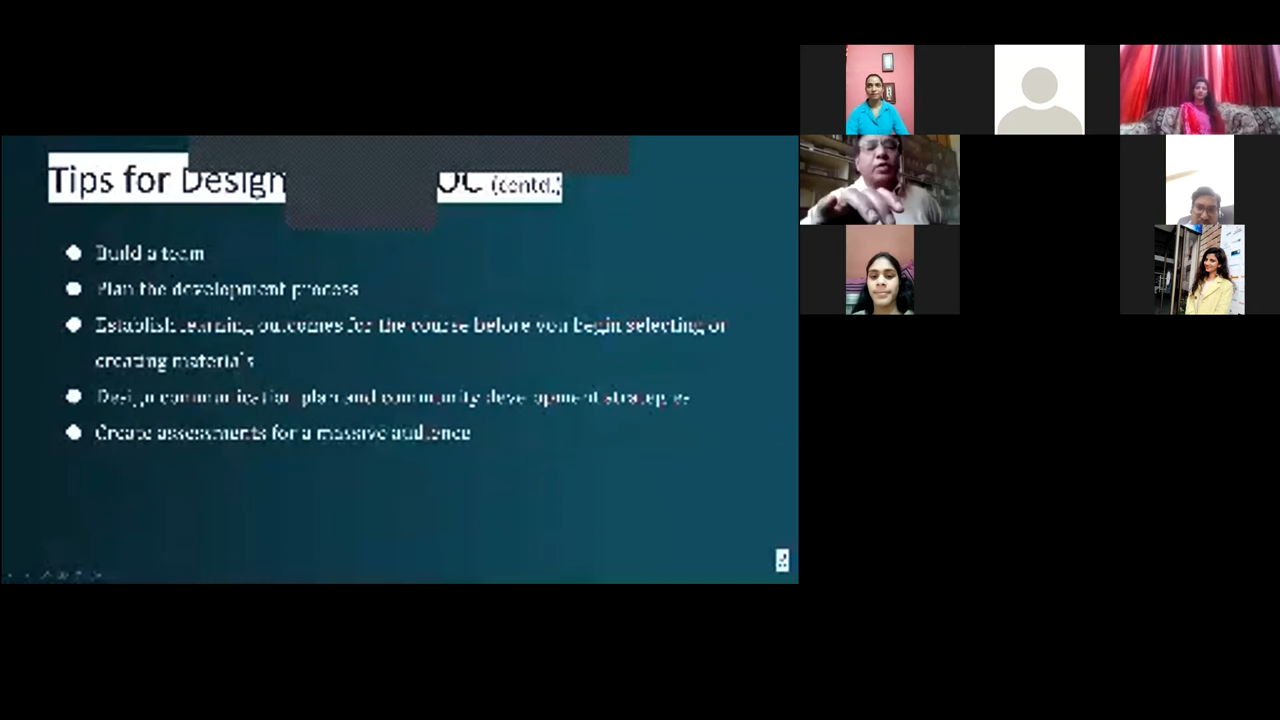 Tips for Design OC (contd.)
Build a team
Plan the development process
Establish learning outcomes for the course before you begin selecting or
creating materials
Design communication plan and community development strategies
Create assessments for a massive audience